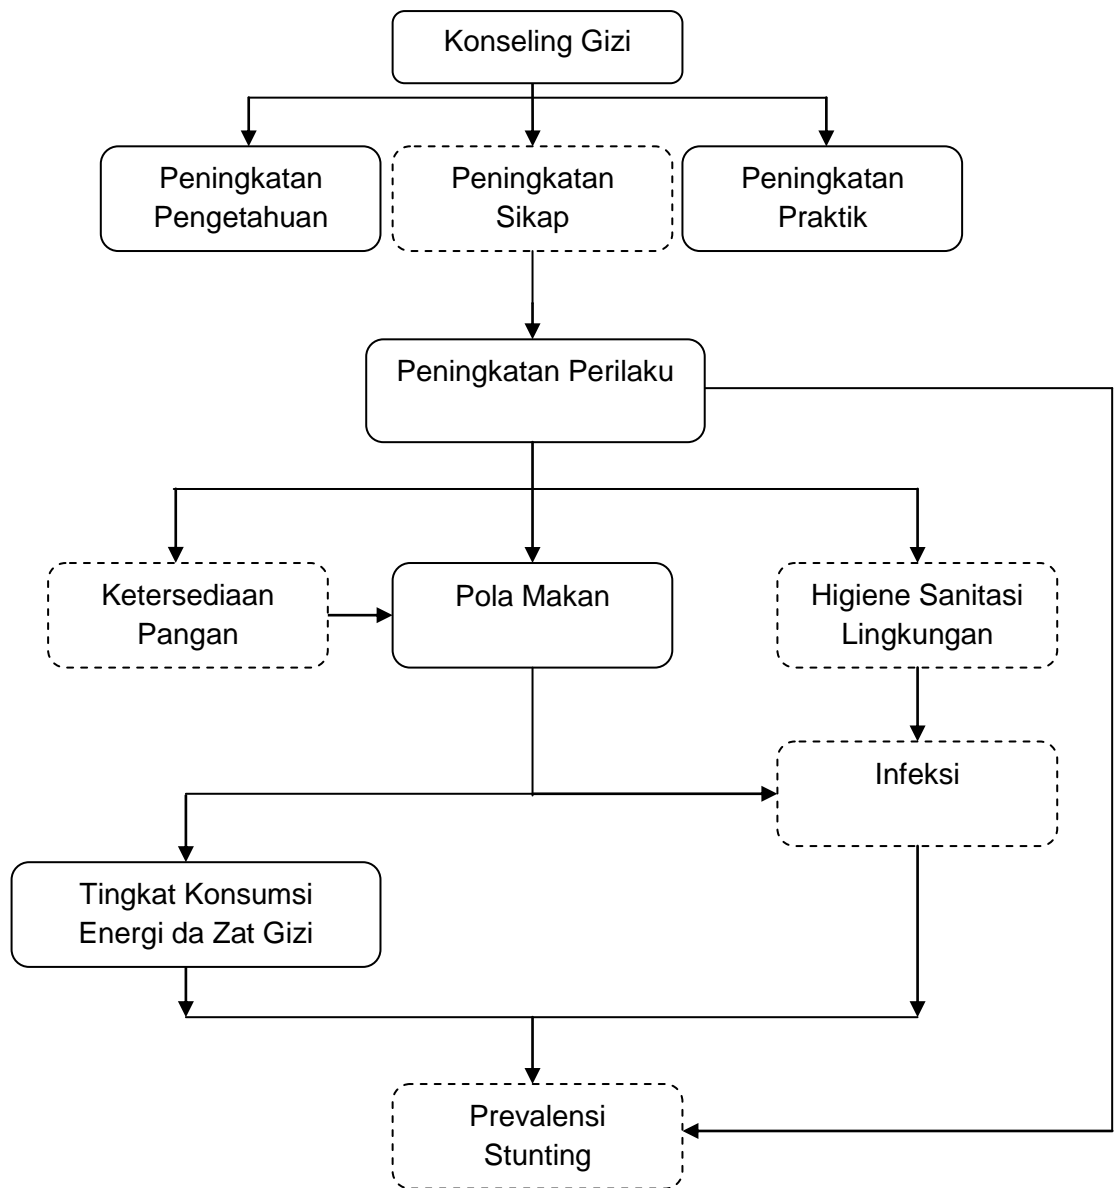 Konseling Gizi
Peningkatan
Pengetahuan
Peningkatan
Sikap
Peningkatan
Praktik
Peningkatan Perilaku
Ketersediaan
Pangan
Pola Makan
Higiene Sanitasi
Lingkungan
Infeksi
Tingkat Konsumsi
Energi da Zat Gizi
Prevalensi
Stunting